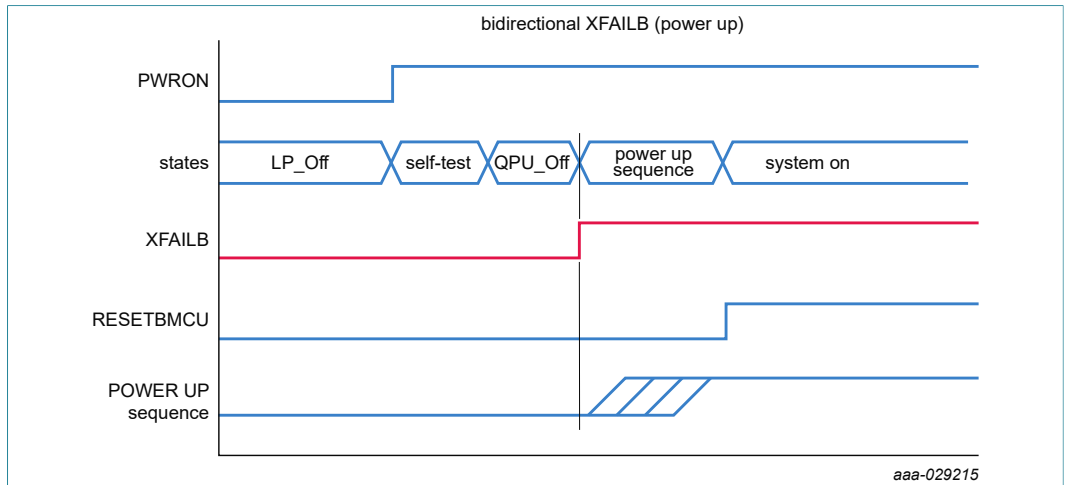 bidirectional XFAILB (power up)
PWRON
states
LP_Off
self-test
QPU_Off
power up
sequence
system on
XFAILB
RESETBMCU
POWER UP
sequence
aaa-029215